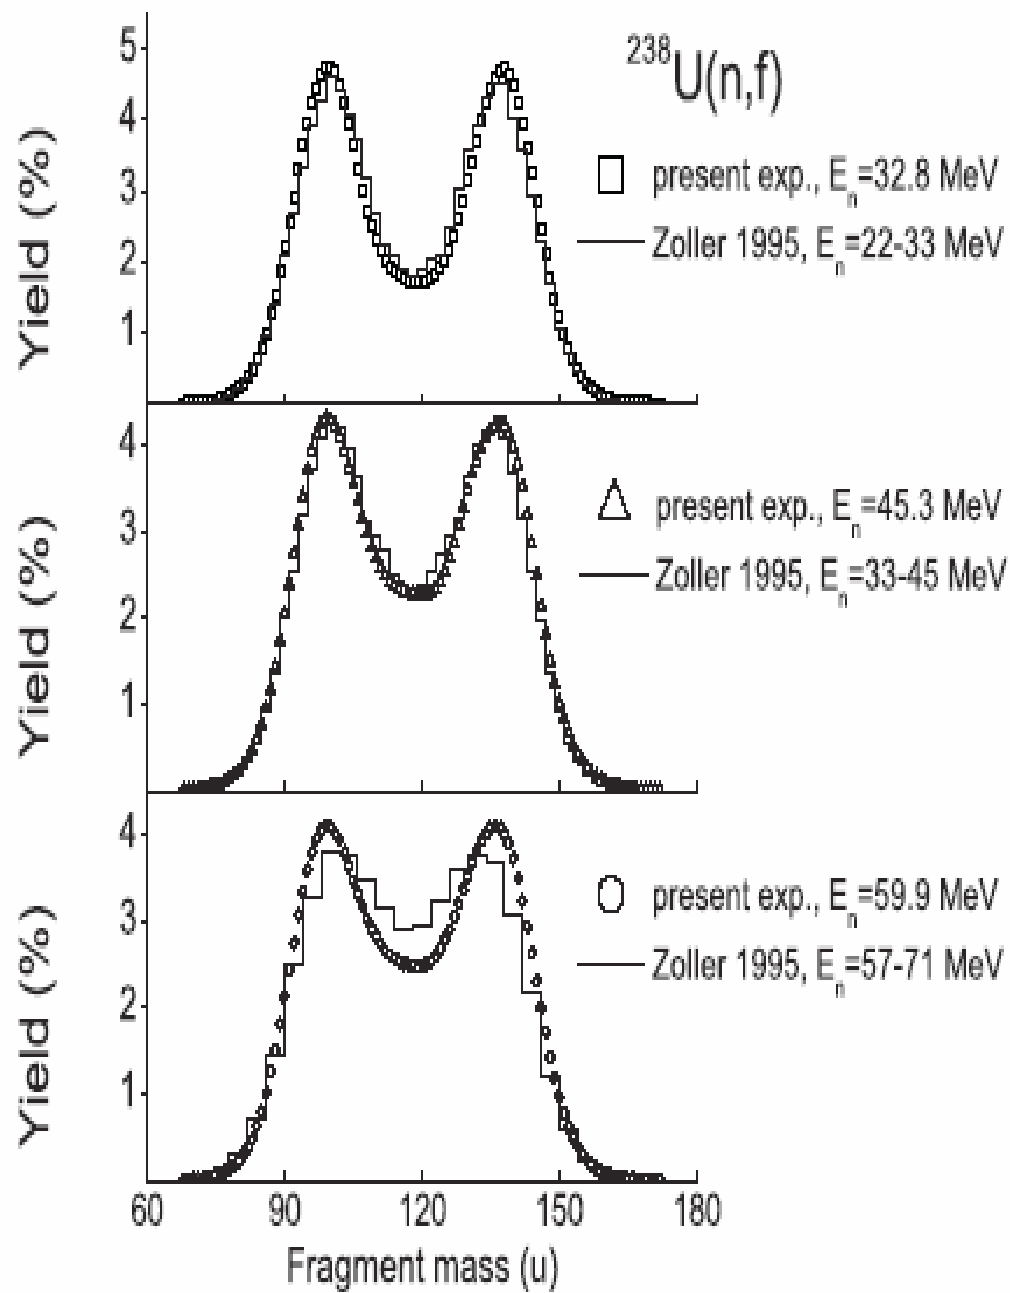 ²³⁸U(n,f)
5
4
3
2
1
Yield (%)
present exp., Eₙ=32.8 MeV
Zoller 1995, Eₙ=22-33 MeV
4
3
2
1
Yield (%)
present exp., Eₙ=45.3 MeV
Zoller 1995, Eₙ=33-45 MeV
4
3
2
1
Yield (%)
present exp., Eₙ=59.9 MeV
Zoller 1995, Eₙ=57-71 MeV
60 90 120 150 180
Fragment mass (u)